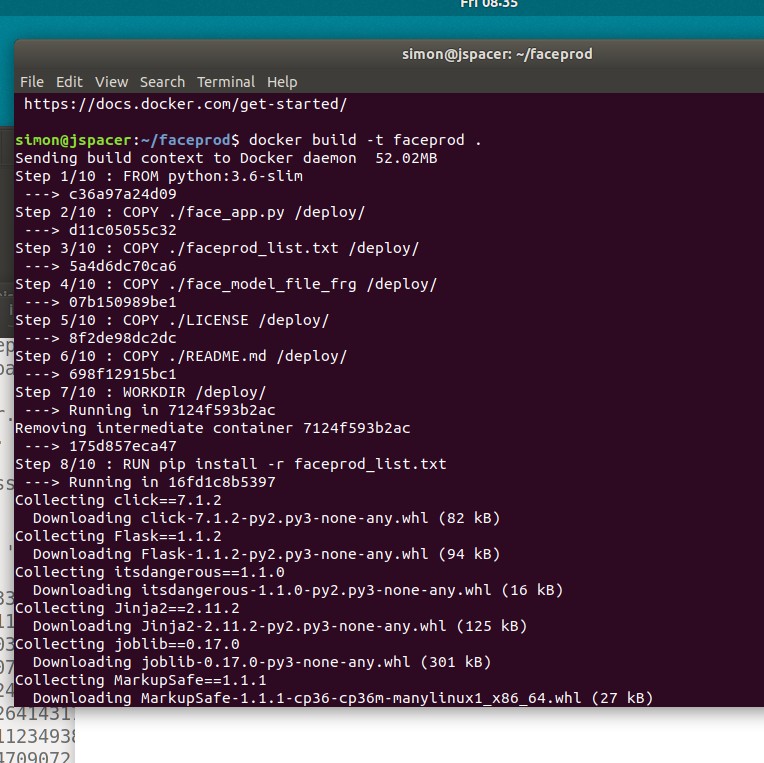 Fri 08:35
simon@jspacer: ~/faceprod
File Edit View Search Terminal Help
https://docs.docker.com/get-started/
simon@jspacer:~/faceprod$ docker build -t faceprod .
Sending build context to Docker daemon  52.02MB
Step 1/10 : FROM python:3.6-slim
 ---> c36a97a24d09
Step 2/10 : COPY ./face_app.py /deploy/
 ---> d11c05055c32
Step 3/10 : COPY ./faceprod_list.txt /deploy/
 ---> 5a4d6dc70ca6
Step 4/10 : COPY ./face_model_file_frg /deploy/
 ---> 07b150989be1
Step 5/10 : COPY ./LICENSE /deploy/
 ---> 8f2de98dc2dc
Step 6/10 : COPY ./README.md /deploy/
 ---> 698f12915bc1
Step 7/10 : WORKDIR /deploy/
 ---> Running in 7124f593b2ac
Removing intermediate container 7124f593b2ac
 ---> 175d857eca47
Step 8/10 : RUN pip install -r faceprod_list.txt
 ---> Running in 16fd1c8b5397
Collecting click==7.1.2
  Downloading click-7.1.2-py2.py3-none-any.whl (82 kB)
Collecting Flask==1.1.2
  Downloading Flask-1.1.2-py2.py3-none-any.whl (94 kB)
Collecting itsdangerous==1.1.0
  Downloading itsdangerous-1.1.0-py2.py3-none-any.whl (16 kB)
Collecting Jinja2==2.11.2
  Downloading Jinja2-2.11.2-py2.py3-none-any.whl (125 kB)
Collecting joblib==0.17.0
  Downloading joblib-0.17.0-py3-none-any.whl (301 kB)
Collecting MarkupSafe==1.1.1
  Downloading MarkupSafe-1.1.1-cp36-cp36m-manylinux1_x86_64.whl (27 kB)